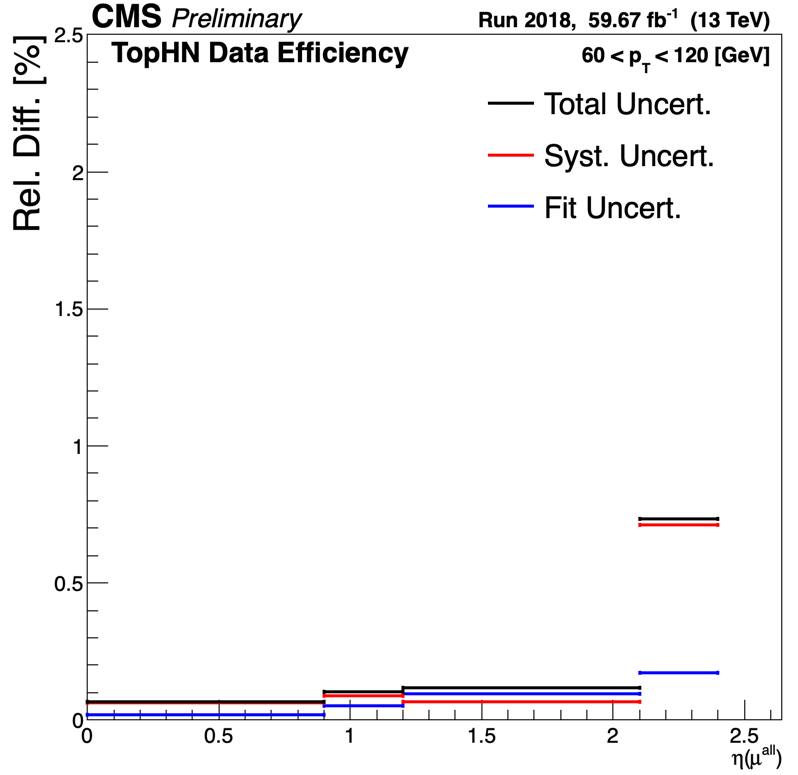 CMS Preliminary
Run 2018, 59.67 fb⁻¹ (13 TeV)
TopHN Data Efficiency
60 < p_T < 120 [GeV]
Total Uncert.
Syst. Uncert.
Fit Uncert.
Rel. Diff. [%]
2.5
2
1.5
1
0.5
0
0 0.5 1 1.5 2 2.5
η(μ^all)